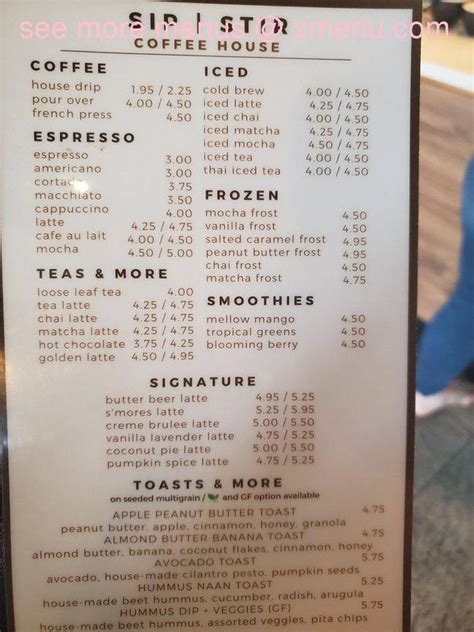 see more menus @ zmenu.com
SIP | STIR
COFFEE HOUSE
COFFEE
house drip 1.95 / 2.25
pour over 4.00 / 4.50
french press 4.50
ESPRESSO
espresso 3.00
americano 3.00
cortado 3.75
macchiato 3.50
cappuccino 4.00
latte 4.25 / 4.75
cafe au lait 4.00 / 4.50
mocha 4.50 / 5.00
TEAS & MORE
loose leaf tea 4.00
tea latte 4.25 / 4.75
chai latte 4.25 / 4.75
matcha latte 4.25 / 4.75
hot chocolate 3.75 / 4.25
golden latte 4.50 / 4.95
ICED
cold brew 4.00 / 4.50
iced latte 4.25 / 4.75
iced chai 4.00 / 4.50
iced matcha 4.25 / 4.75
iced mocha 4.50 / 4.75
iced tea 4.00 / 4.50
thai iced tea 4.00 / 4.50
FROZEN
mocha frost 4.50
vanilla frost 4.50
salted caramel frost 4.95
peanut butter frost 4.95
chai frost 4.50
matcha frost 4.75
SMOOTHIES
mellow mango 4.50
tropical greens 4.50
blooming berry 4.50
SIGNATURE
butter beer latte 4.95 / 5.25
s'mores latte 5.25 / 5.95
creme brulee latte 5.00 / 5.50
vanilla lavender latte 4.75 / 5.25
coconut pie latte 5.00 / 5.50
pumpkin spice latte 4.75 / 5.25
TOASTS & MORE
on seeded multigrain / and GF option available
APPLE PEANUT BUTTER TOAST 4.75
peanut butter, apple, cinnamon, honey, granola
ALMOND BUTTER BANANA TOAST 4.75
almond butter, banana, coconut flakes, cinnamon, honey
AVOCADO TOAST 5.75
avocado, house-made cilantro pesto, pumpkin seeds
HUMMUS NAAN TOAST 5.75
house-made beet hummus, cucumber, radish, arugula
HUMMUS DIP + VEGGIES (GF) 5.75
house-made beet hummus, assorted veggies, pita chips